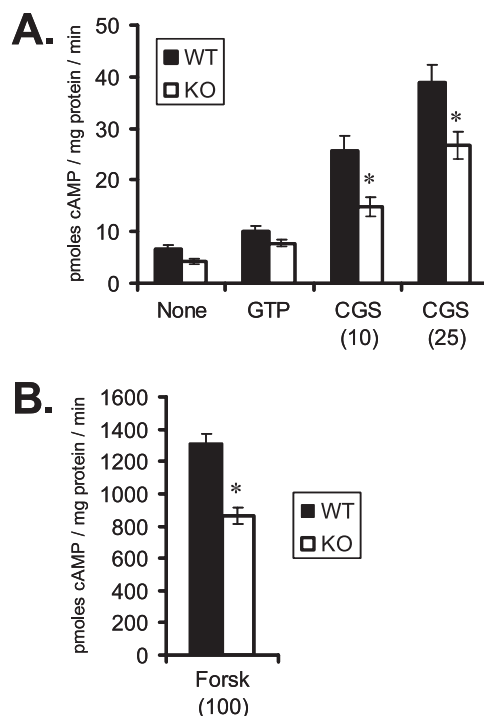 A.
pmoles cAMP / mg protein / min
50
40
30
20
10
0
WT
KO
*
*
None GTP CGS CGS
(10) (25)
B.
pmoles cAMP / mg protein / min
1600
1400
1200
1000
800
600
400
200
0
*
WT
KO
Forsk
(100)